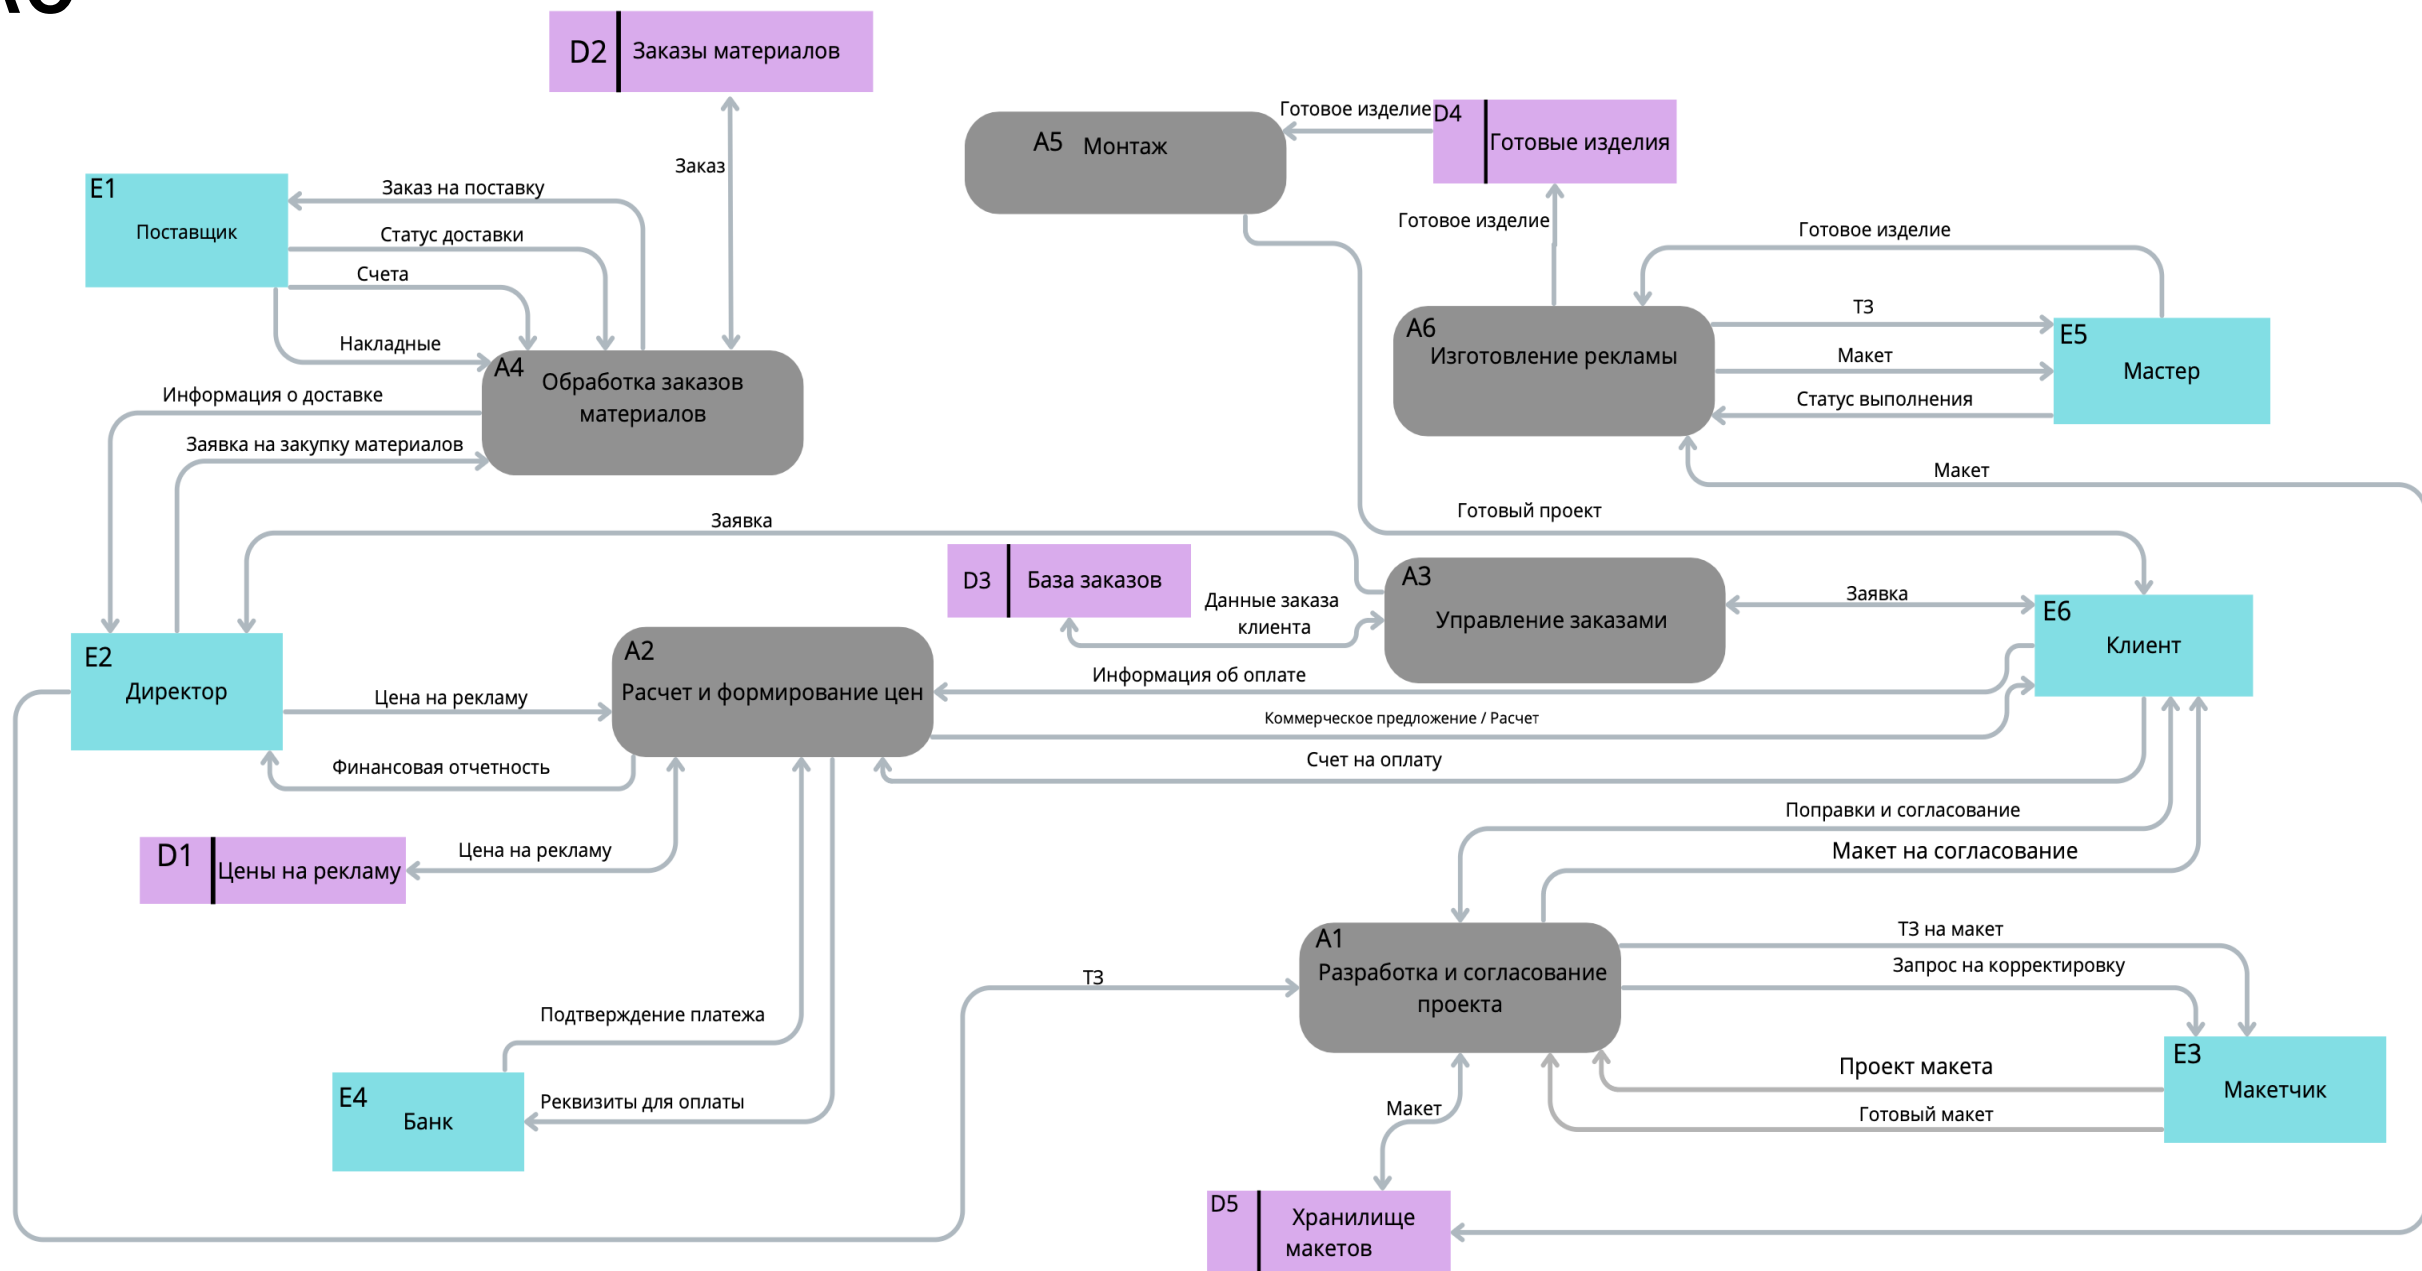 D2
Заказы материалов
Готовое изделие
D4
Готовые изделия
A5
Монтаж
Заказ
E1
Поставщик
Заказ на поставку
Статус доставки
Счета
Накладные
Готовое изделие
Готовое изделие
A6
Изготовление рекламы
ТЗ
Макет
Статус выполнения
E5
Мастер
A4
Обработка заказов
материалов
Информация о доставке
Заявка на закупку материалов
Макет
Готовый проект
Заявка
D3
База заказов
Данные заказа
клиента
A3
Управление заказами
Заявка
E6
Клиент
E2
Директор
Цена на рекламу
A2
Расчет и формирование цен
Информация об оплате
Коммерческое предложение / Расчет
Счет на оплату
Финансовая отчетность
D1
Цены на рекламу
Цена на рекламу
Поправки и согласование
Макет на согласование
A1
Разработка и согласование
проекта
ТЗ на макет
Запрос на корректировку
ТЗ
Подтверждение платежа
E4
Банк
Реквизиты для оплаты
Проект макета
Готовый макет
E3
Макетчик
Макет
D5
Хранилище
макетов